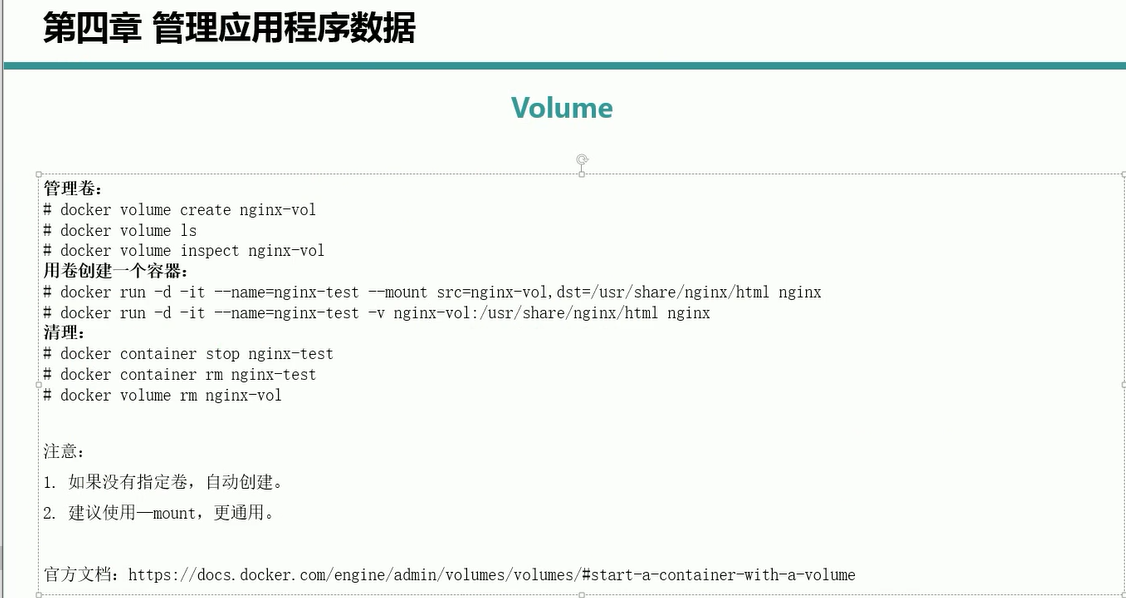 第四章 管理应用程序数据
Volume
管理卷：
# docker volume create nginx-vol
# docker volume ls
# docker volume inspect nginx-vol
用卷创建一个容器：
# docker run -d -it --name=nginx-test --mount src=nginx-vol,dst=/usr/share/nginx/html nginx
# docker run -d -it --name=nginx-test -v nginx-vol:/usr/share/nginx/html nginx
清理：
# docker container stop nginx-test
# docker container rm nginx-test
# docker volume rm nginx-vol
注意：
1. 如果没有指定卷，自动创建。
2. 建议使用—mount，更通用。
官方文档：https://docs.docker.com/engine/admin/volumes/volumes/#start-a-container-with-a-volume